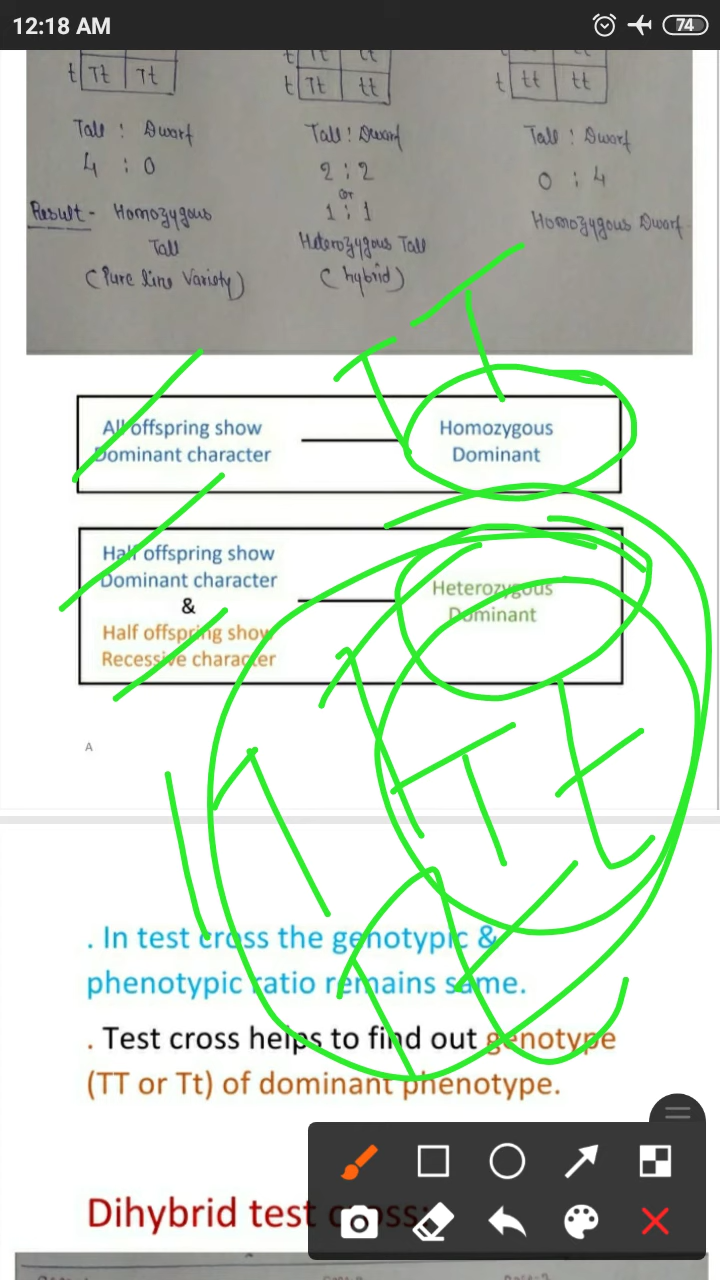 12:18 AM
74
t Tt Tt
t Tt tt
t tt tt
Tall : Dwarf
Tall : Dwarf
Tall : Dwarf
4 : 0
2 : 2
0 : 4
or
1 : 1
Result - Homozygous
Tall
(Pure line Variety)
Heterozygous Tall
(hybrid)
Homozygous Dwarf
TT
All offspring show
Dominant character
Homozygous
Dominant
Half offspring show
Dominant character
&
Half offspring show
Recessive character
Heterozygous
Dominant
Tt
A
. In test cross the genotypic &
phenotypic ratio remains same.
. Test cross helps to find out genotype
(TT or Tt) of dominant phenotype.
Dihybrid test cross: